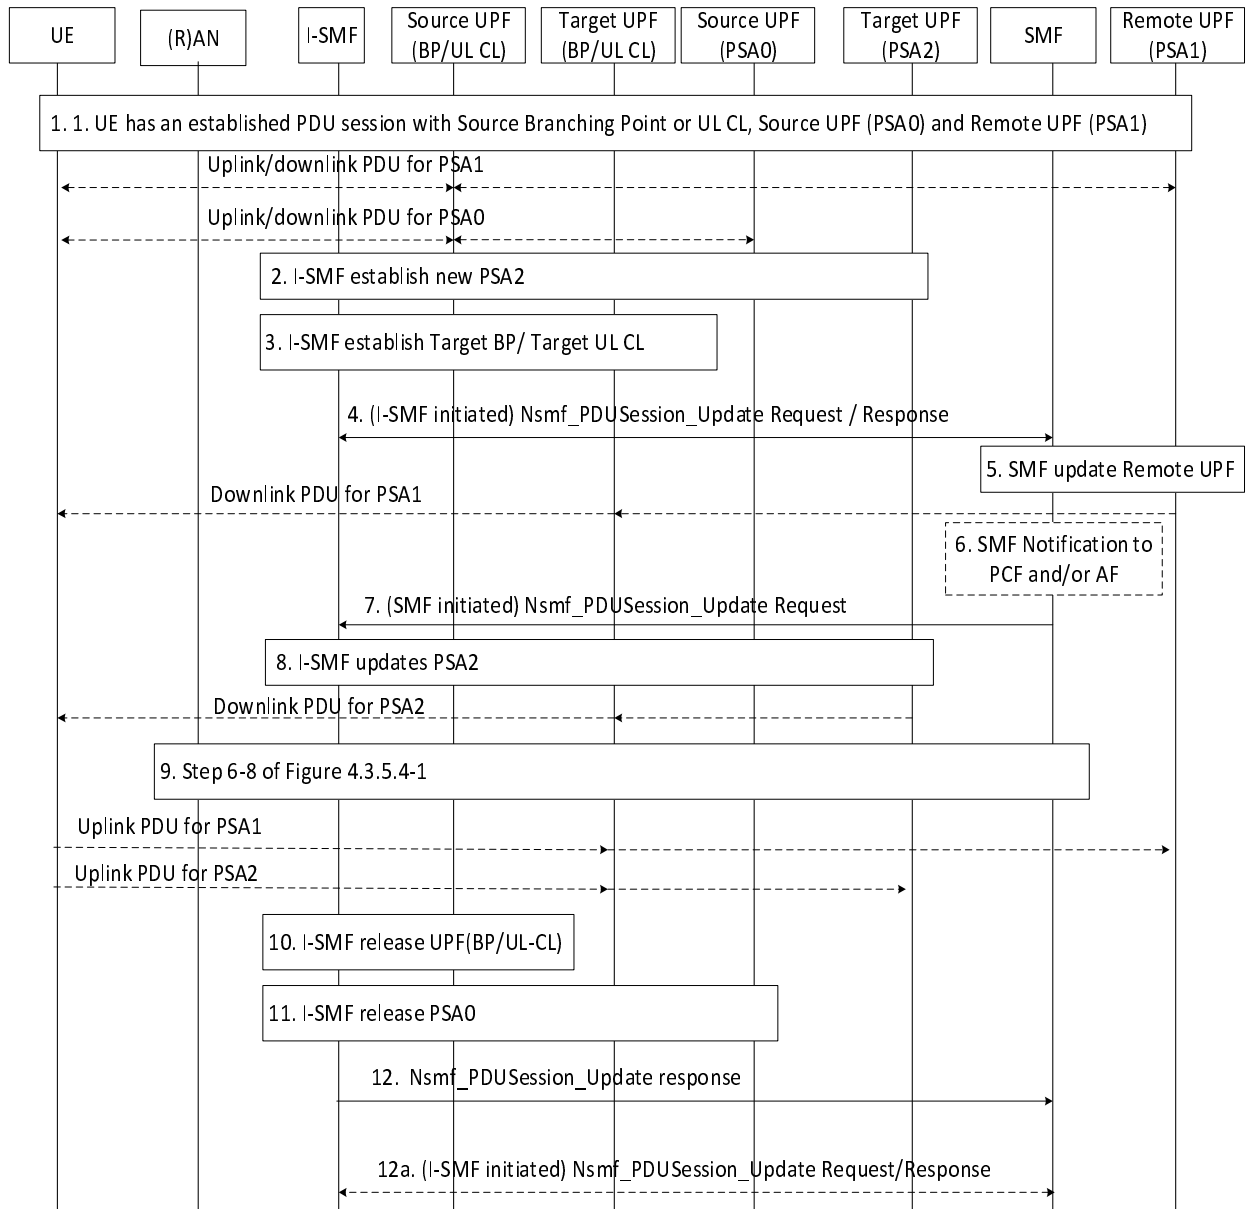 UE
(R)AN
I-SMF
Source UPF
(BP/UL CL)
Target UPF
(BP/UL CL)
Source UPF
(PSA0)
Target UPF
(PSA2)
SMF
Remote UPF
(PSA1)
1. 1. UE has an established PDU session with Source Branching Point or UL CL, Source UPF (PSA0) and Remote UPF (PSA1)
Uplink/downlink PDU for PSA1
Uplink/downlink PDU for PSA0
2. I-SMF establish new PSA2
3. I-SMF establish Target BP/ Target UL CL
4. (I-SMF initiated) Nsmf_PDUSession_Update Request / Response
5. SMF update Remote UPF
Downlink PDU for PSA1
6. SMF Notification to
PCF and/or AF
7. (SMF initiated) Nsmf_PDUSession_Update Request
8. I-SMF updates PSA2
Downlink PDU for PSA2
9. Step 6-8 of Figure 4.3.5.4-1
Uplink PDU for PSA1
Uplink PDU for PSA2
10. I-SMF release UPF(BP/UL-CL)
11. I-SMF release PSA0
12. Nsmf_PDUSession_Update response
12a. (I-SMF initiated) Nsmf_PDUSession_Update Request/Response